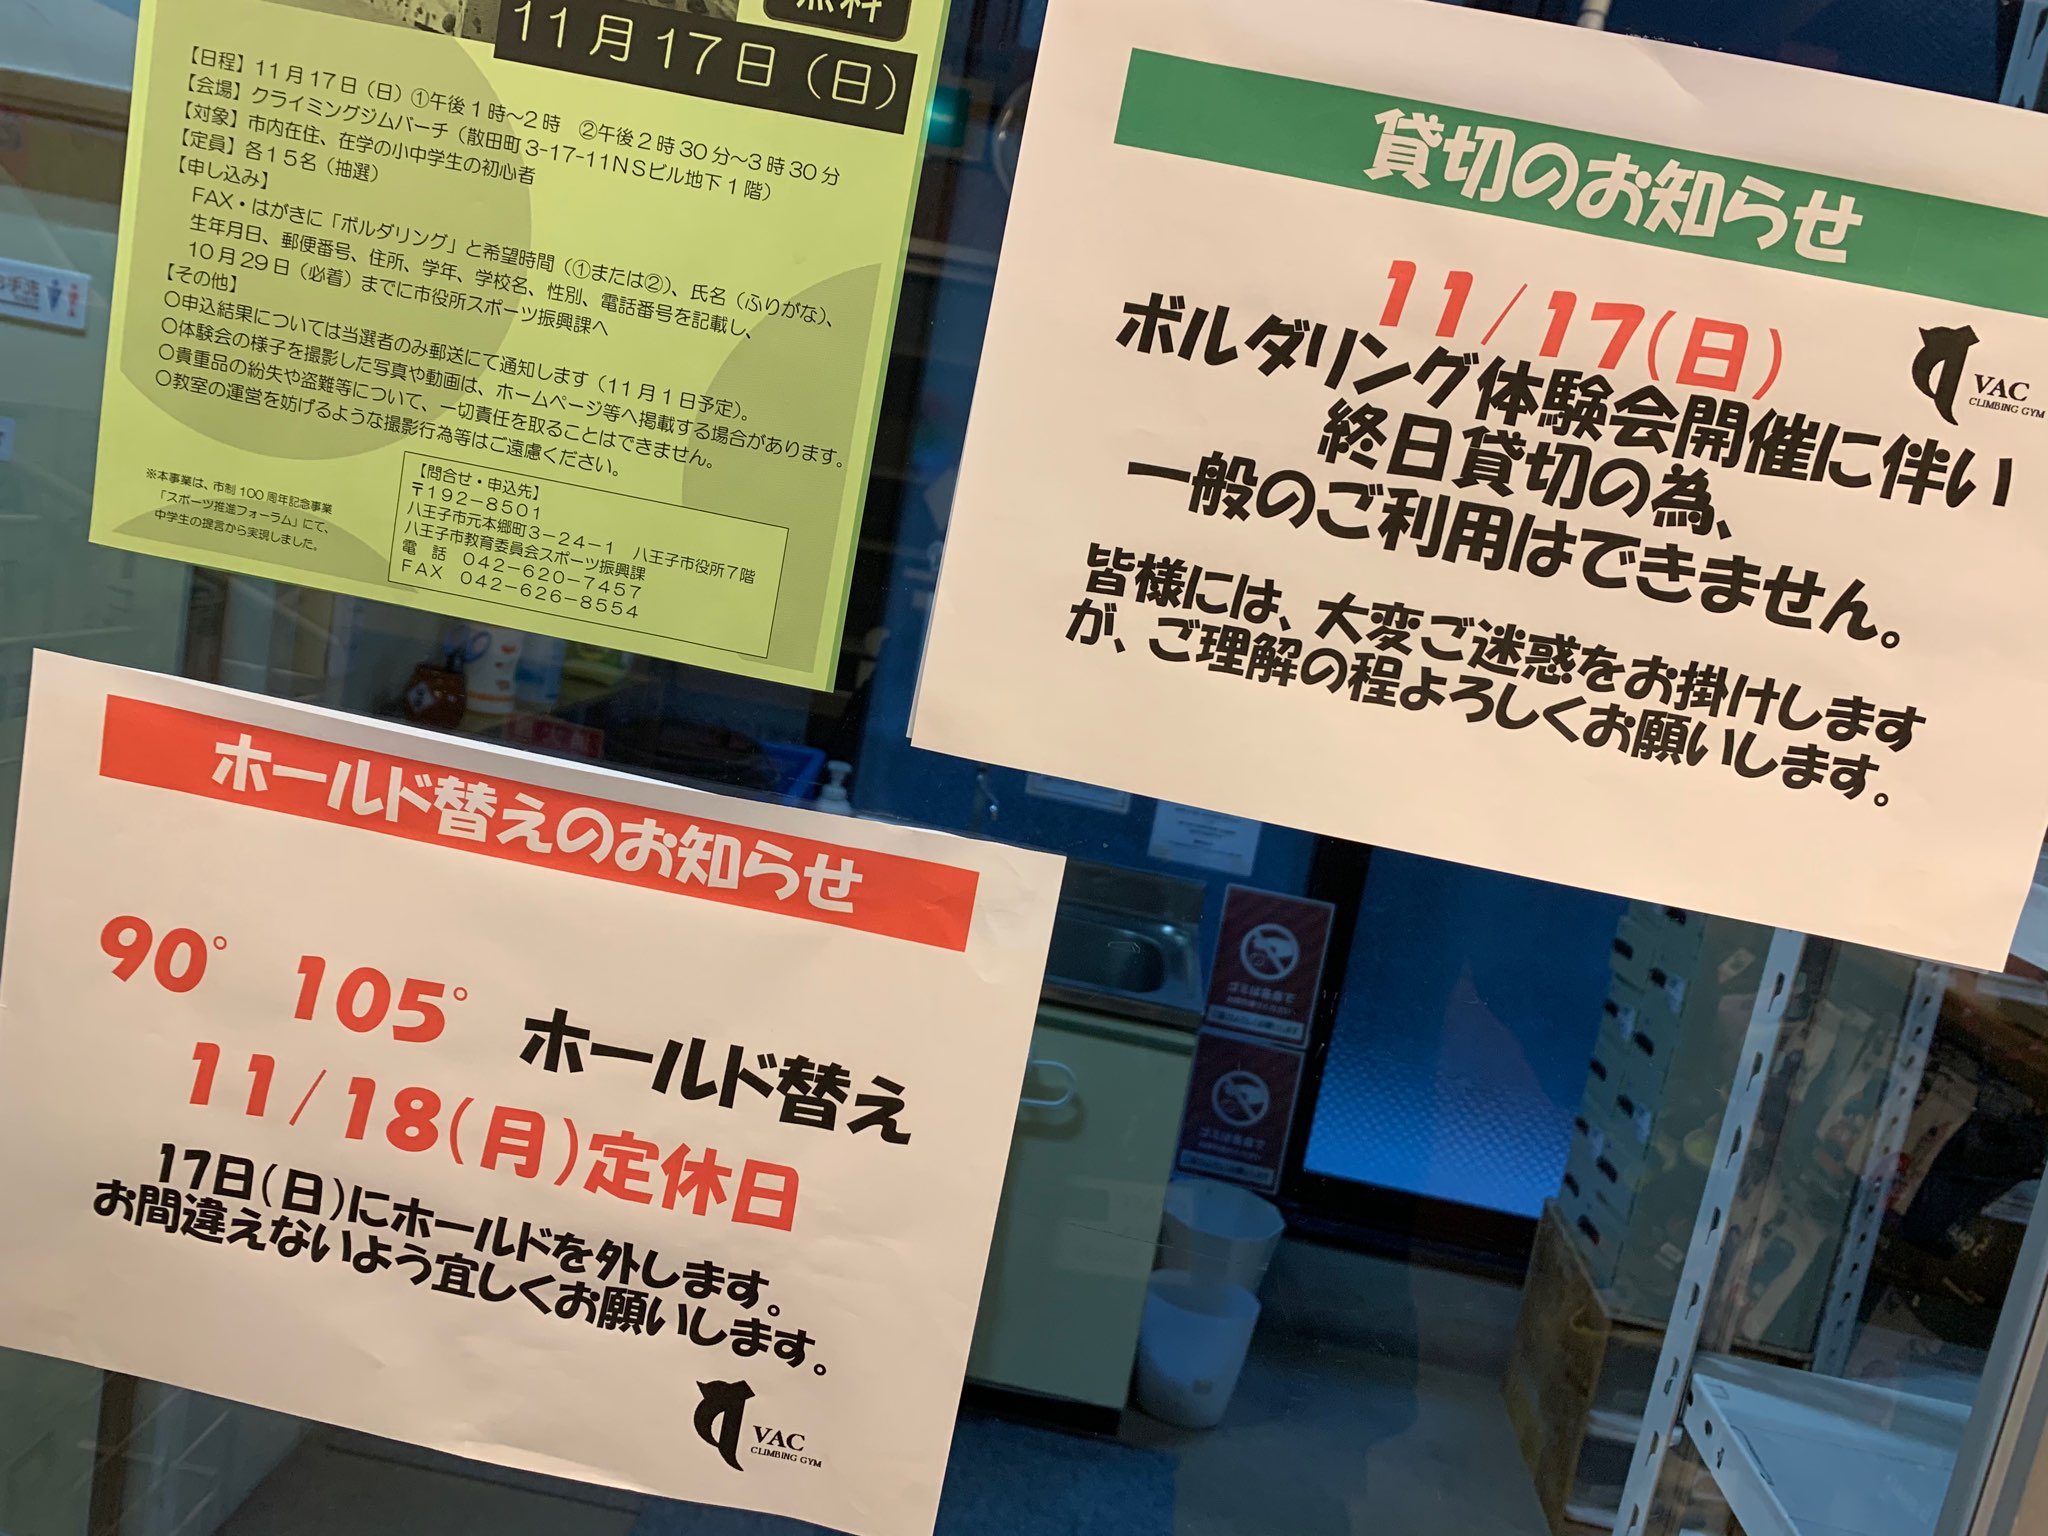 11月17日（日）
【日程】11月17日（日）①午後1時～2時　②午後2時30分～3時30分
【会場】クライミングジムバーチ（散田町3-17-11NSビル地下1階）
【対象】市内在住、在学の小中学生の初心者
【定員】各15名（抽選）
【申し込み】
FAX・はがきに「ボルダリング」と希望時間（①または②）、氏名（ふりがな）、
生年月日、郵便番号、住所、学年、学校名、性別、電話番号を記載し、
10月29日（必着）までに市役所スポーツ振興課へ
【その他】
○申込結果については当選者のみ郵送にて通知します（11月1日予定）。
○体験会の様子を撮影した写真や動画は、ホームページ等へ掲載する場合があります。
○貴重品の紛失や盗難等について、一切責任を取ることはできません。
○教室の運営を妨げるような撮影行為等はご遠慮ください。
※本事業は、市制100周年記念事業
「スポーツ推進フォーラム」にて、
中学生の提言から実現しました。
【問合せ・申込先】
〒192-8501
八王子市元本郷町3-24-1　八王子市役所7階
八王子市教育委員会スポーツ振興課
電　話　042-620-7457
FAX　042-626-8554
貸切のお知らせ
11/17(日)
ボルダリング体験会開催に伴い
終日貸切の為、
一般のご利用はできません。
皆様には、大変ご迷惑をお掛けします
が、ご理解の程よろしくお願いします。
VAC
CLIMBING GYM
ホールド替えのお知らせ
90° 105° ホールド替え
11/18(月)定休日
17日(日)にホールドを外します。
お間違えないよう宜しくお願いします。
VAC
CLIMBING GYM